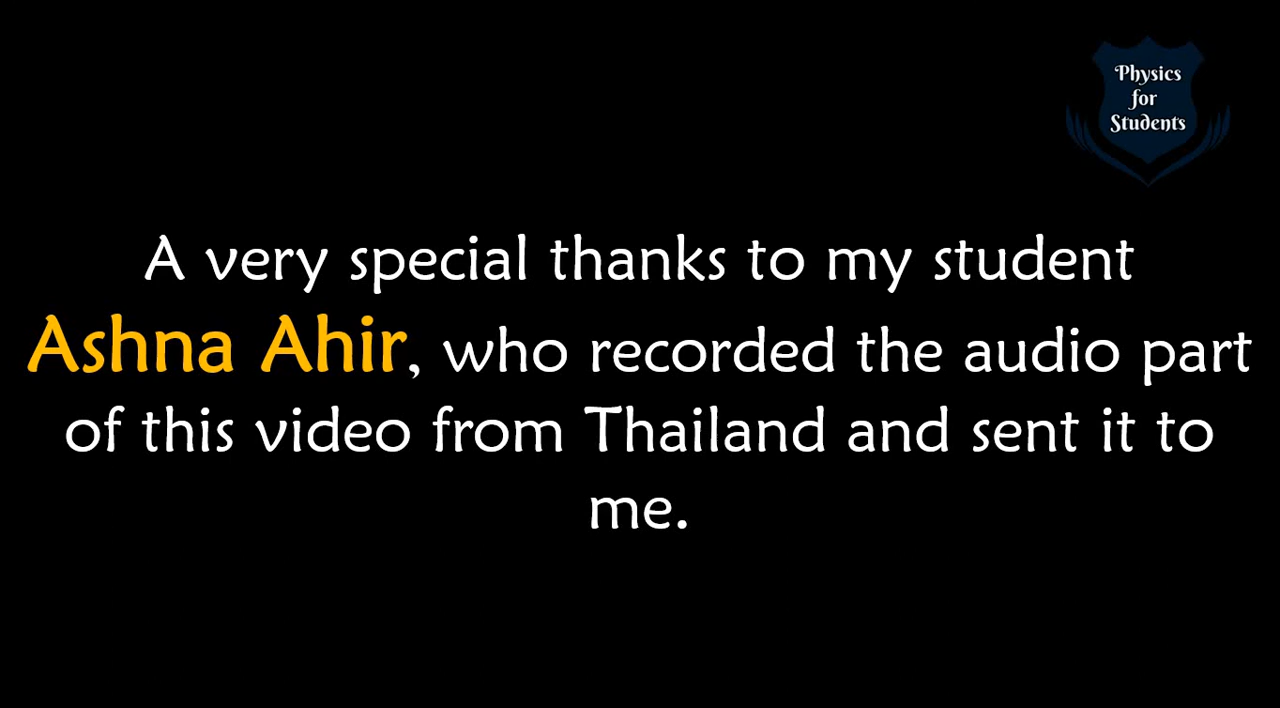 Physics
for
Students
A very special thanks to my student
Ashna Ahir, who recorded the audio part
of this video from Thailand and sent it to
me.